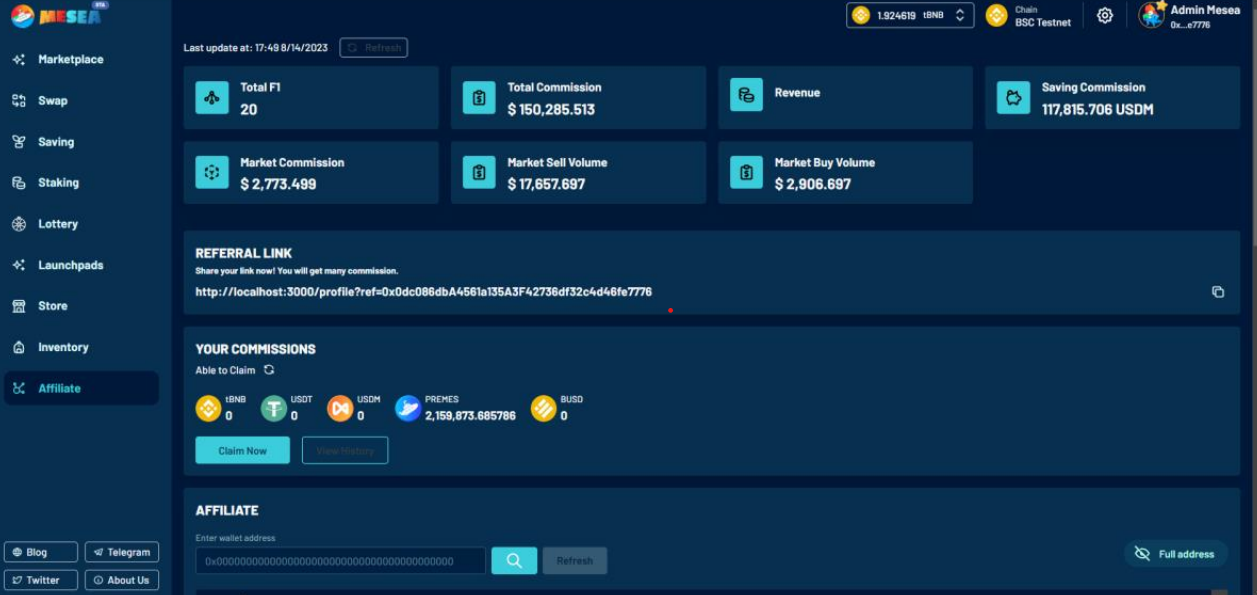 MESEA BTA
Marketplace
Swap
Saving
Staking
Lottery
Launchpads
Store
Inventory
Affiliate
Blog
Telegram
Twitter
About Us
1.924619 tBNB
Chain
BSC Testnet
Admin Mesea
0x...e7776
Last update at: 17:49 8/14/2023
Refresh
Total F1
20
Total Commission
$ 150,285.513
Revenue
Saving Commission
117,815.706 USDM
Market Commission
$ 2,773.499
Market Sell Volume
$ 17,657.697
Market Buy Volume
$ 2,906.697
REFERRAL LINK
Share your link now! You will get many commission.
http://localhost:3000/profile?ref=0x0dc086dbA4561a135A3F42736df32c4d46fe7776
YOUR COMMISSIONS
Able to Claim
tBNB
0
USDT
0
USDM
0
PREMES
2,159,873.685786
BUSD
0
Claim Now
View History
AFFILIATE
Enter wallet address
0x0000000000000000000000000000000000000000
Refresh
Full address